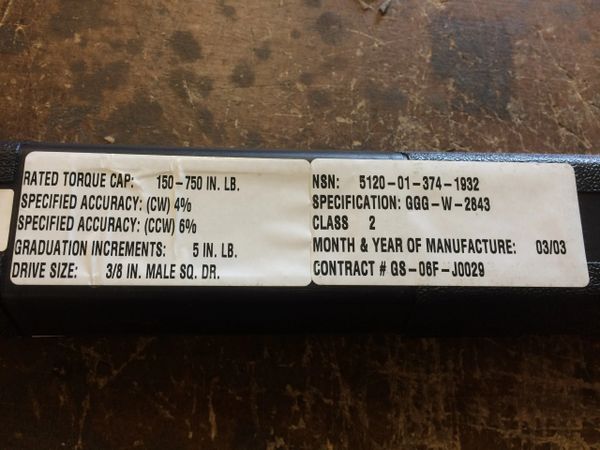 RATED TORQUE CAP: 150-750 IN. LB.
SPECIFIED ACCURACY: (CW) 4%
SPECIFIED ACCURACY: (CCW) 6%
GRADUATION INCREMENTS: 5 IN. LB.
DRIVE SIZE: 3/8 IN. MALE SQ. DR.
NSN: 5120-01-374-1932
SPECIFICATION: GGG-W-2843
CLASS 2
MONTH & YEAR OF MANUFACTURE: 03/03
CONTRACT # GS-06F-J0029